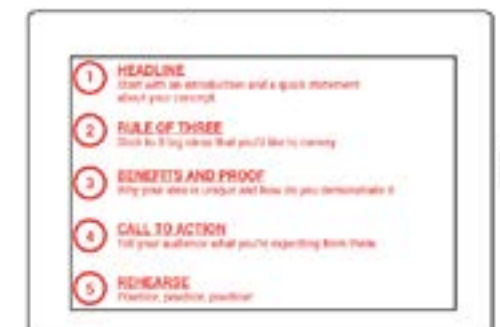 1 HEADLINE
Start with an introduction and a quick statement
about your concept
2 RULE OF THREE
Stick to 3 big ideas that you'd like to convey
3 BENEFITS AND PROOF
Why your idea is unique and how do you demonstrate it
4 CALL TO ACTION
Tell your audience what you're expecting from them
5 REHEARSE
Practice, practice, practice!